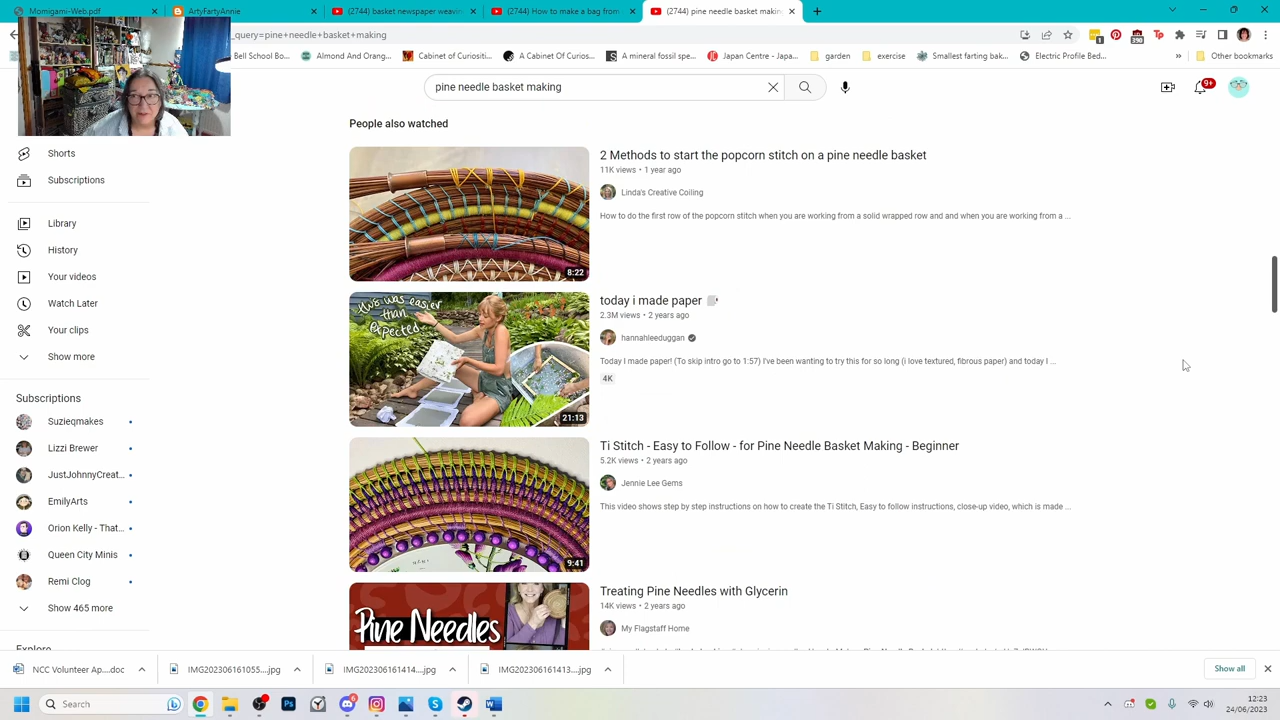 Momigami-Web.pdf
ArtyFartyAnnie
(2744) basket newspaper weavin
(2744) How to make a bag from
(2744) pine needle basket makin
_query=pine+needle+basket+making
390
Bell School Bo...
Almond And Orang...
Cabinet of Curiositi...
A Cabinet Of Curios...
A mineral fossil spe...
Japan Centre - Japa...
garden
exercise
Smallest farting bak...
Electric Profile Bed...
Other bookmarks
pine needle basket making
9+
People also watched
Shorts
Subscriptions
Library
History
Your videos
Watch Later
Your clips
Show more
Subscriptions
Suzieqmakes
Lizzi Brewer
JustJohnnyCreat...
EmilyArts
Orion Kelly - That...
Queen City Minis
Remi Clog
Show 465 more
Explore
8:22
2 Methods to start the popcorn stitch on a pine needle basket
11K views • 1 year ago
Linda's Creative Coiling
How to do the first row of the popcorn stitch when you are working from a solid wrapped row and and when you are working from a ...
this was easier than expected
21:13
today i made paper
2.3M views • 2 years ago
hannahleeduggan
Today I made paper! (To skip intro go to 1:57) I've been wanting to try this for so long (i love textured, fibrous paper) and today I ...
4K
9:41
Ti Stitch - Easy to Follow - for Pine Needle Basket Making - Beginner
5.2K views • 2 years ago
Jennie Lee Gems
This video shows step by step instructions on how to create the Ti Stitch, Easy to follow instructions, close-up video, which is made ...
Pine Needles
Treating Pine Needles with Glycerin
14K views • 2 years ago
My Flagstaff Home
NCC Volunteer Ap....doc
IMG202306161055....jpg
IMG202306161414....jpg
IMG202306161413....jpg
Show all
Search
6
12:23
24/06/2023